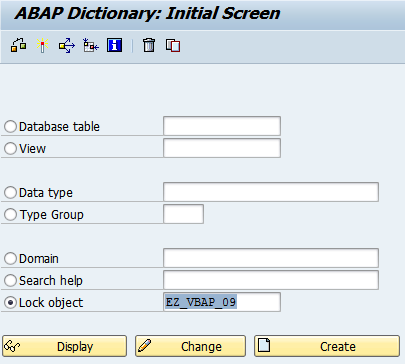 ABAP Dictionary: Initial Screen
Database table
View
Data type
Type Group
Domain
Search help
Lock object EZ_VBAP_09
Display Change Create